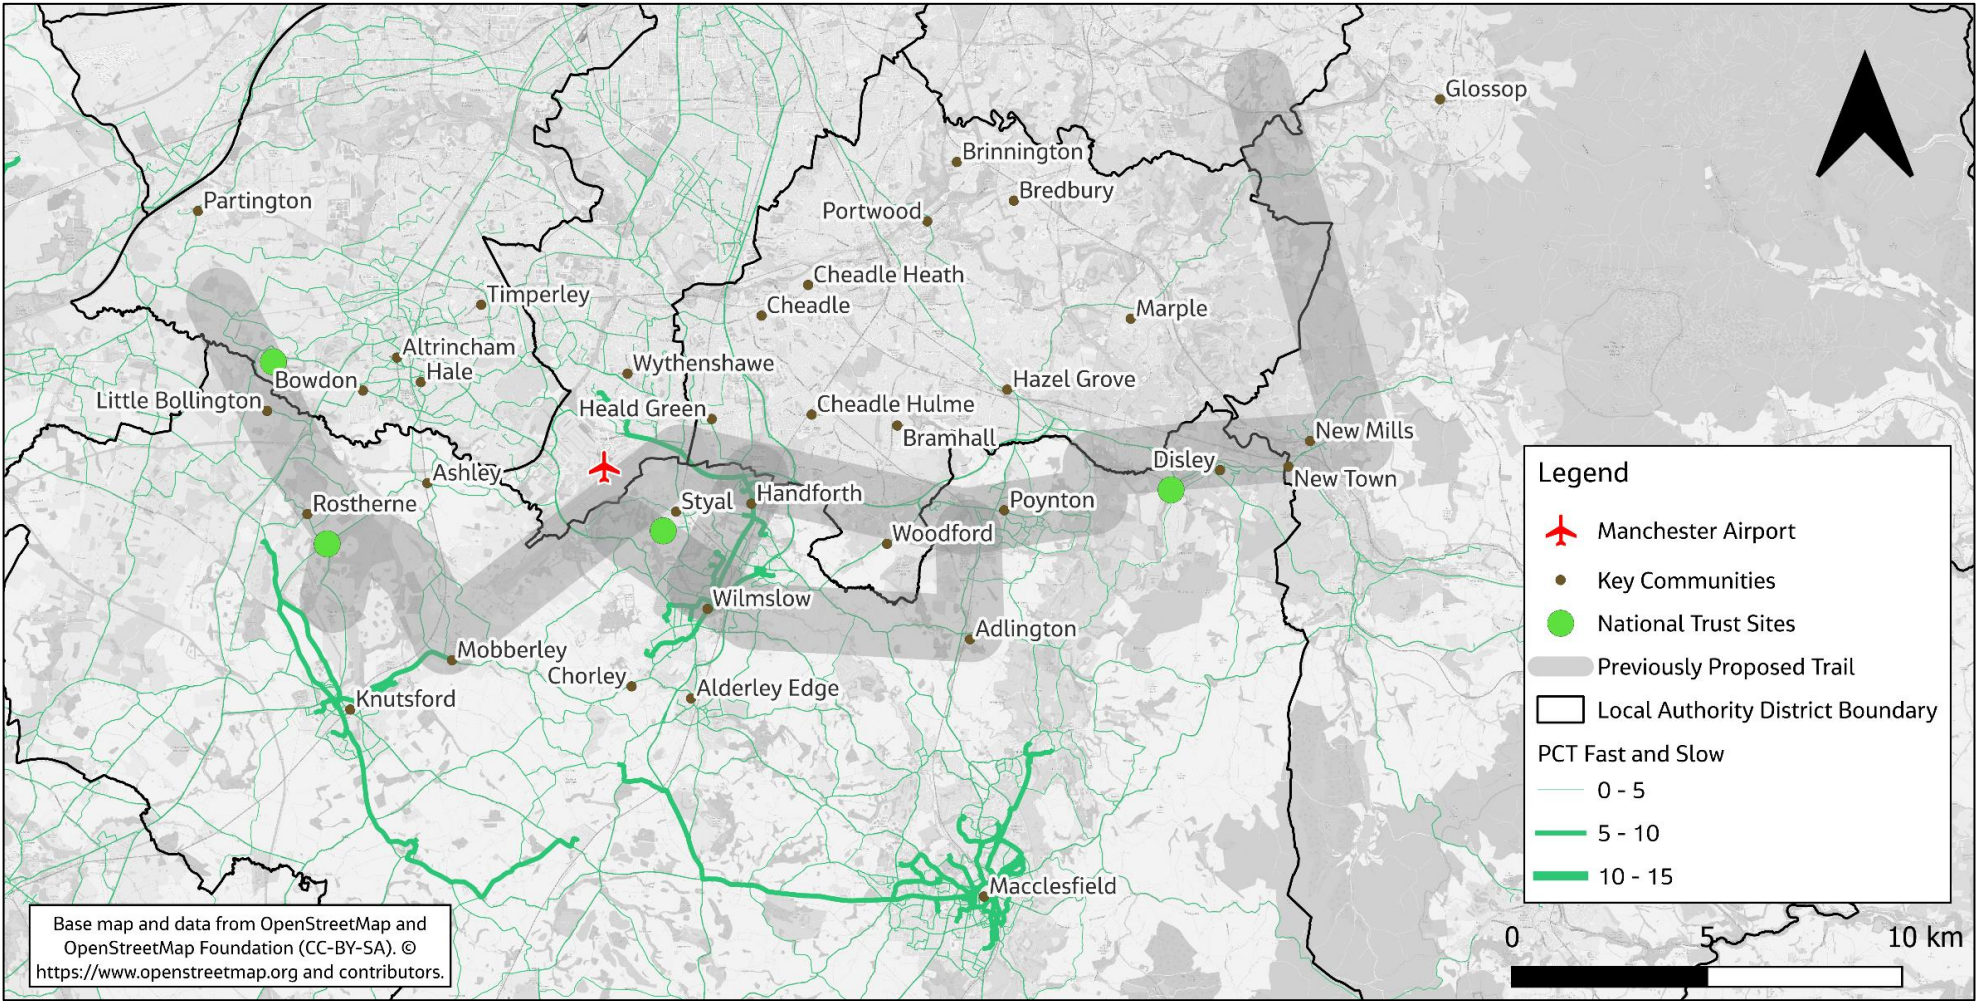 Glossop
Brinnington
Bredbury
Partington
Portwood
Cheadle Heath
Timperley
Cheadle
Marple
Altrincham
Wythenshawe
Hale
Bowdon
Hazel Grove
Little Bollington
Heald Green
Cheadle Hulme
Bramhall
New Mills
Ashley
Disley
New Town
Rostherne
Styal
Handforth
Poynton
Woodford
Wilmslow
Adlington
Mobberley
Chorley
Alderley Edge
Knutsford
Macclesfield
Legend
Manchester Airport
Key Communities
National Trust Sites
Previously Proposed Trail
Local Authority District Boundary
PCT Fast and Slow
0 - 5
5 - 10
10 - 15
0 5 10 km
Base map and data from OpenStreetMap and
OpenStreetMap Foundation (CC-BY-SA). ©
https://www.openstreetmap.org and contributors.